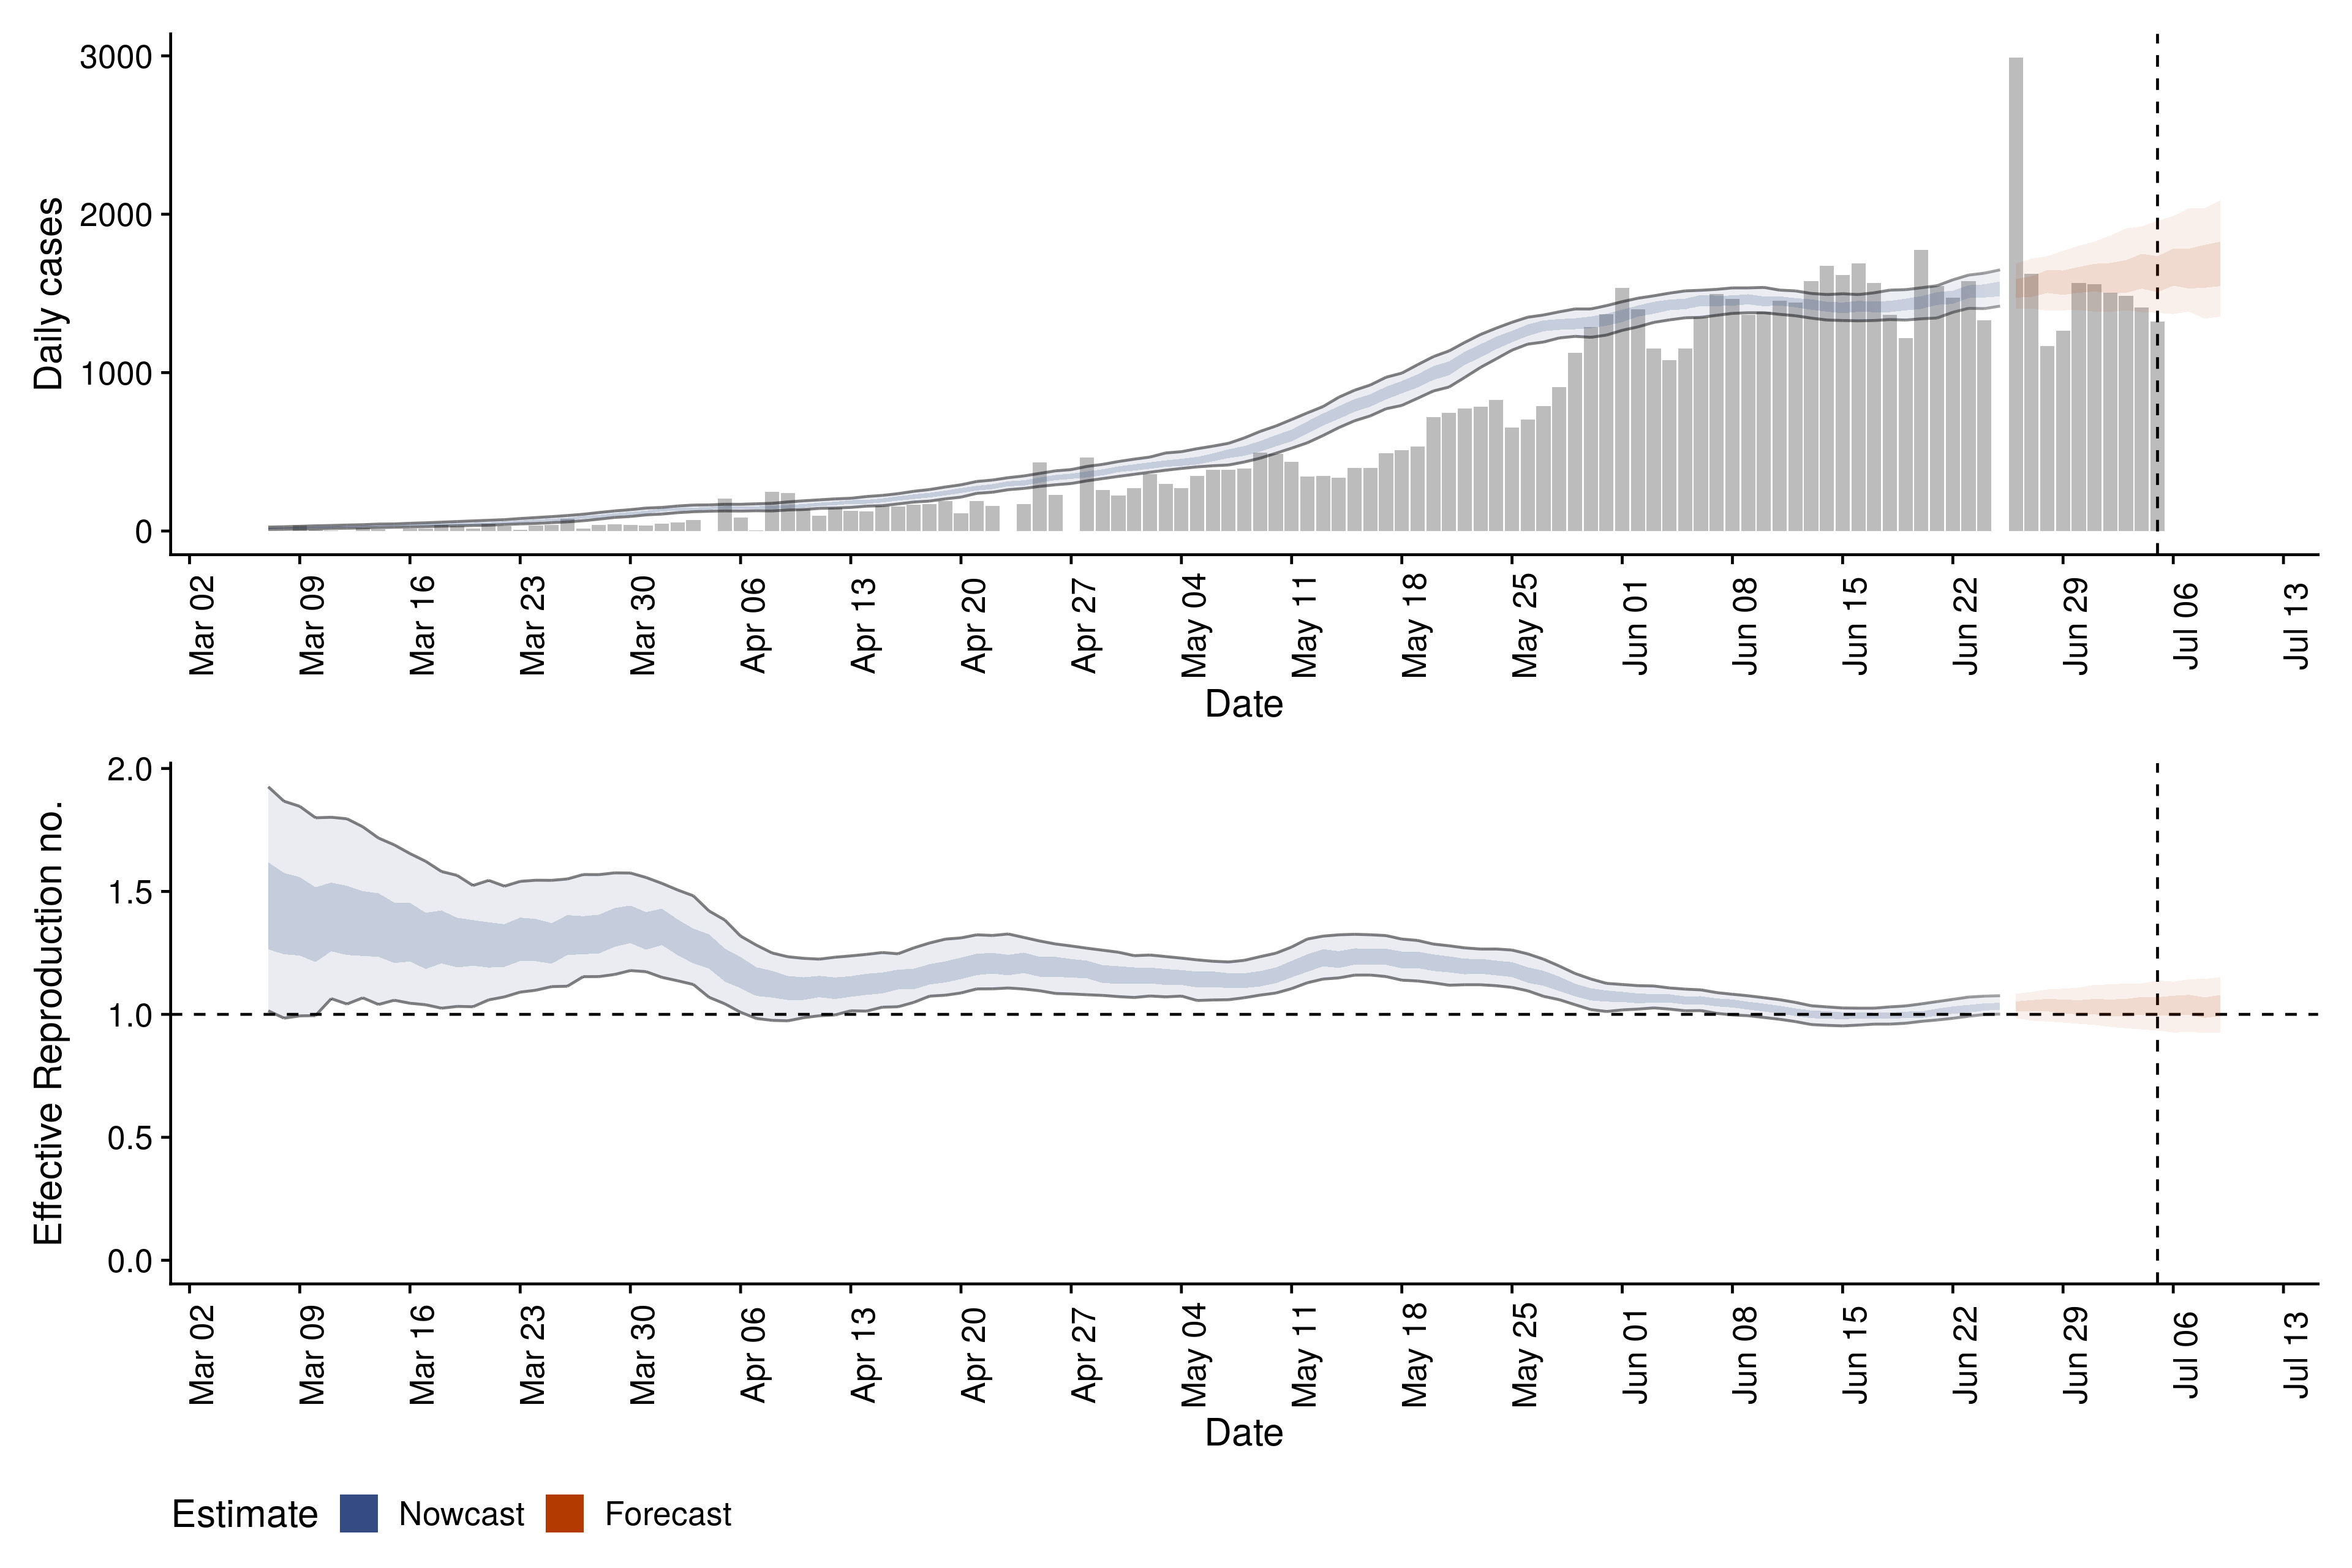 Daily cases
3000
2000
1000
0
Mar 02 Mar 09 Mar 16 Mar 23 Mar 30 Apr 06 Apr 13 Apr 20 Apr 27 May 04 May 11 May 18 May 25 Jun 01 Jun 08 Jun 15 Jun 22 Jun 29 Jul 06 Jul 13
Date
Effective Reproduction no.
2.0
1.5
1.0
0.5
0.0
Mar 02 Mar 09 Mar 16 Mar 23 Mar 30 Apr 06 Apr 13 Apr 20 Apr 27 May 04 May 11 May 18 May 25 Jun 01 Jun 08 Jun 15 Jun 22 Jun 29 Jul 06 Jul 13
Date
Estimate Nowcast Forecast